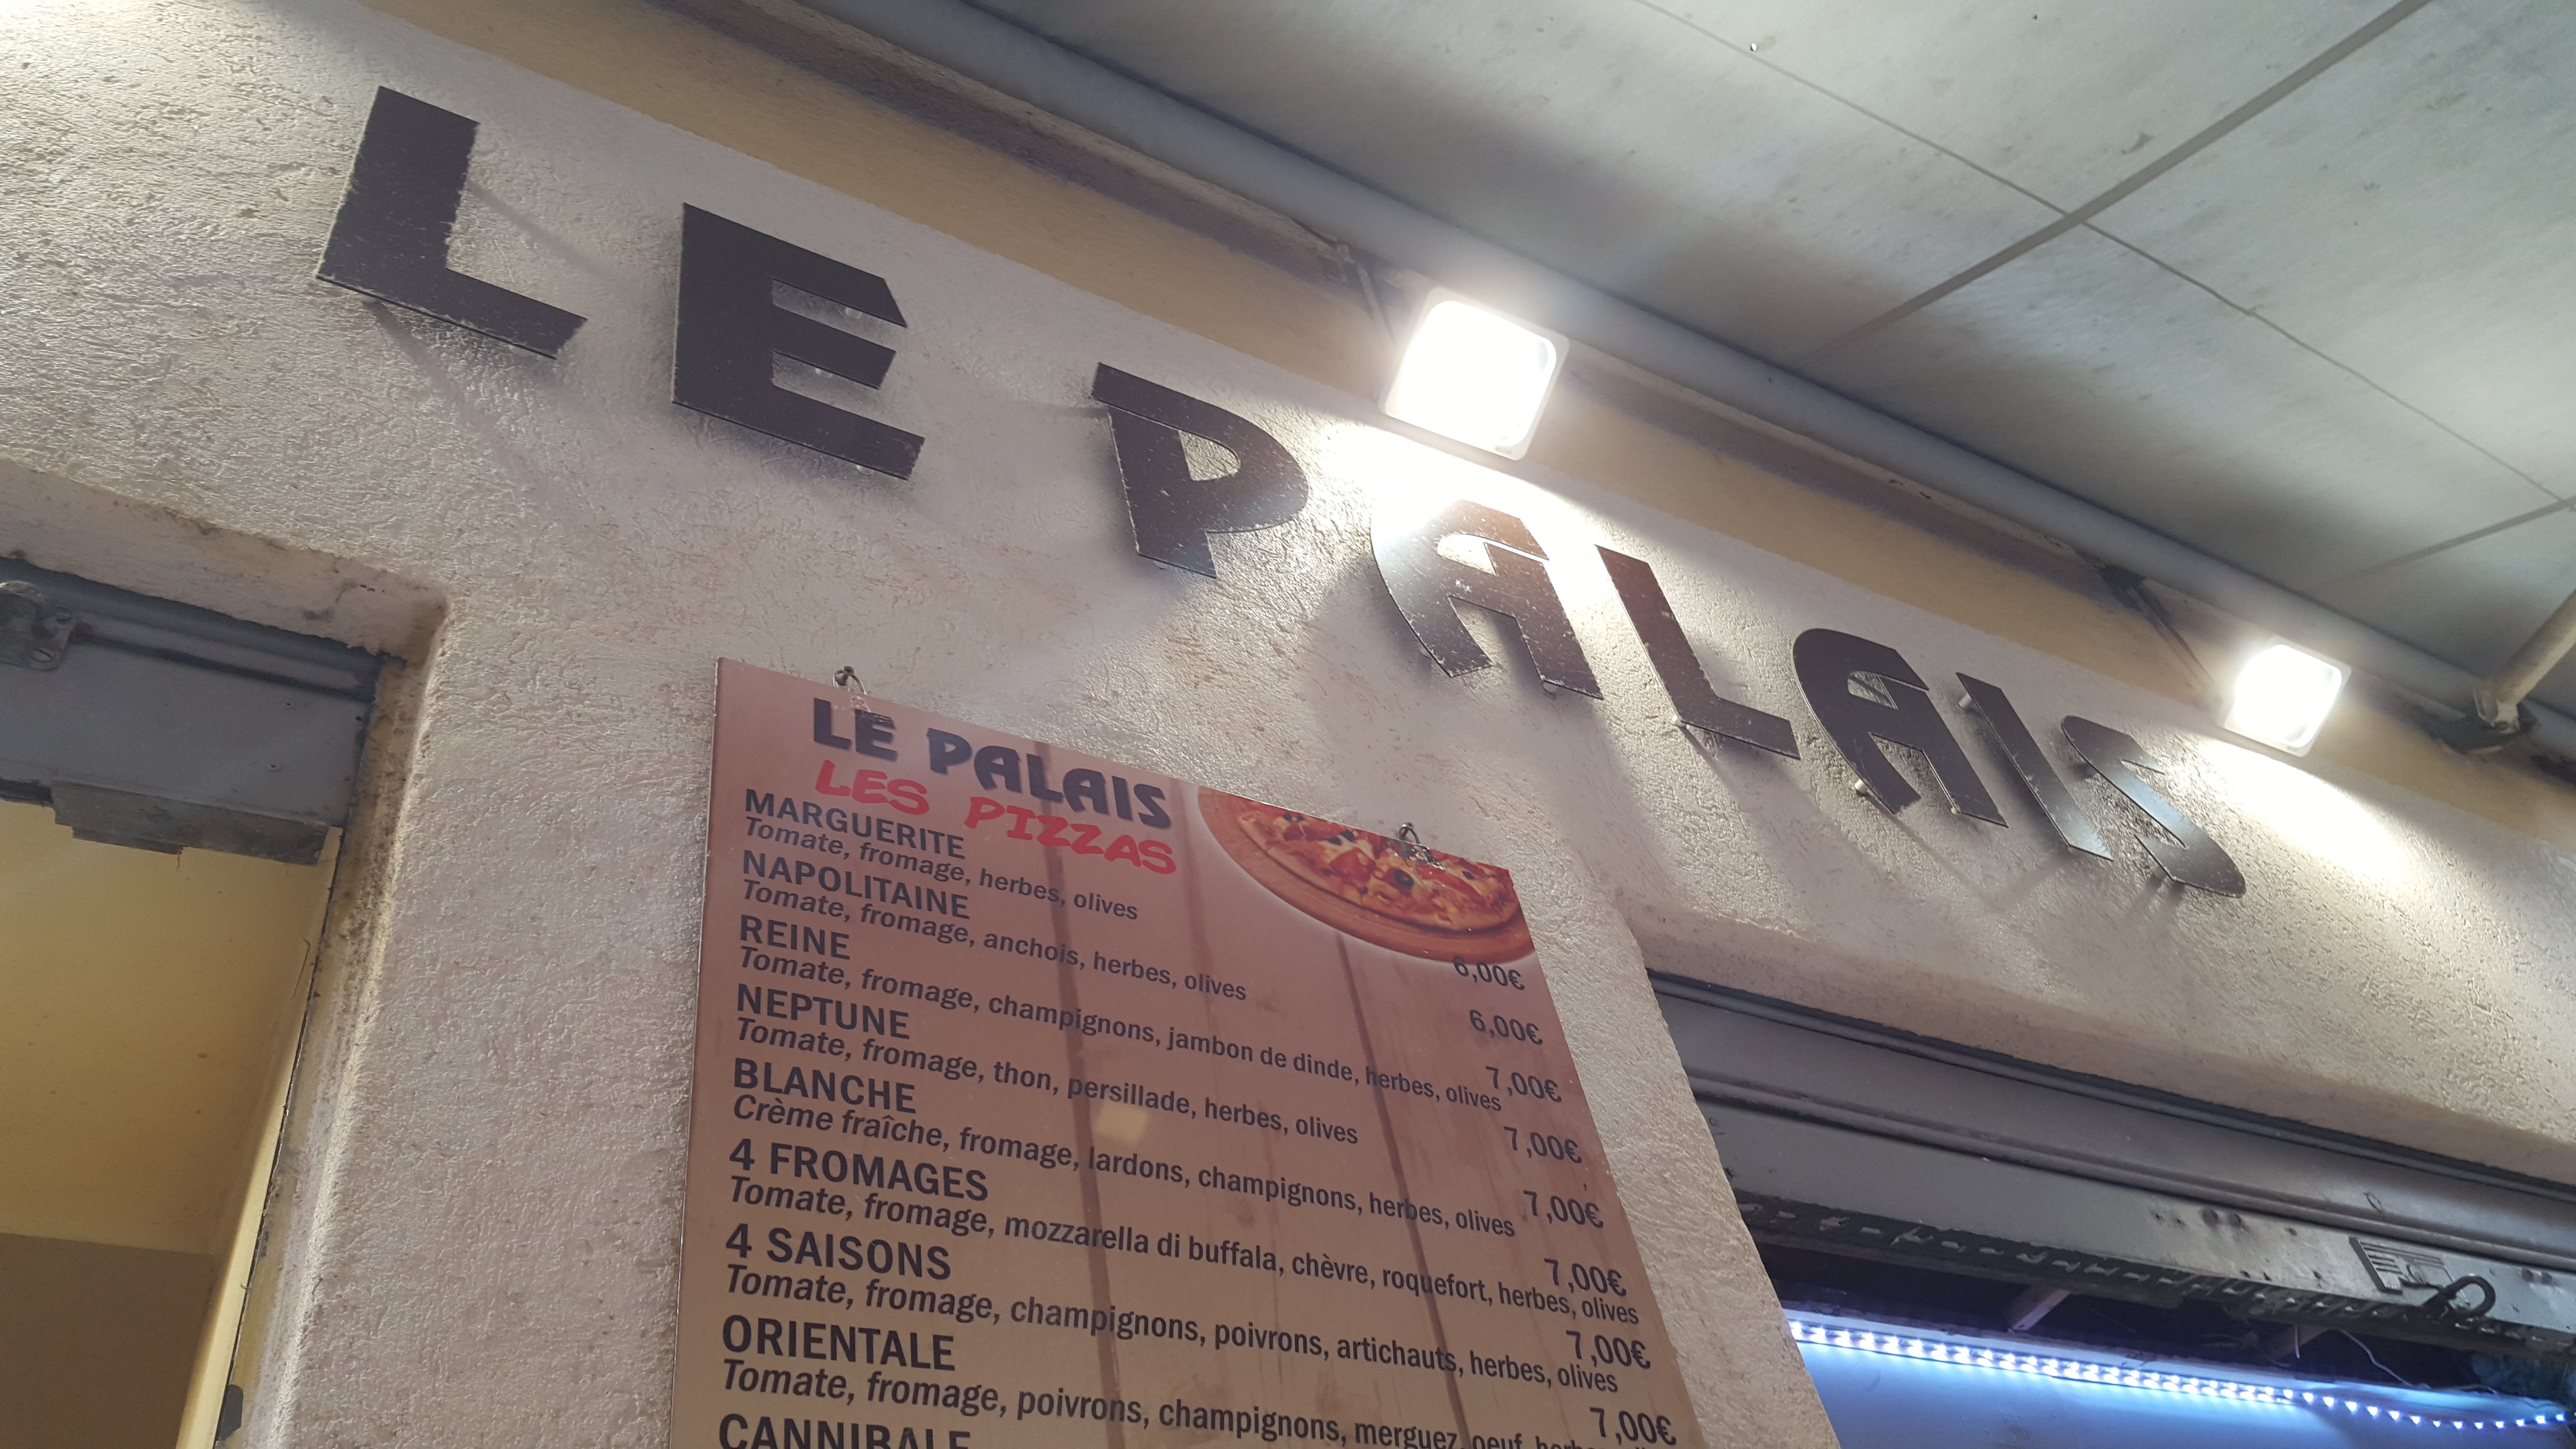 LE PALAIS
LE PALAIS
LES PIZZAS
MARGUERITE 6,00€
Tomate, fromage, herbes, olives
NAPOLITAINE 6,00€
Tomate, fromage, anchois, herbes, olives
REINE 7,00€
Tomate, fromage, champignons, jambon de dinde, herbes, olives
NEPTUNE 7,00€
Tomate, fromage, thon, persillade, herbes, olives
BLANCHE 7,00€
Crème fraîche, fromage, lardons, champignons, herbes, olives
4 FROMAGES 7,00€
Tomate, fromage, mozzarella di buffala, chèvre, roquefort, herbes, olives
4 SAISONS 7,00€
Tomate, fromage, champignons, poivrons, artichauts, herbes, olives
ORIENTALE 7,00€
Tomate, fromage, poivrons, champignons, merguez, oeuf,
CANNIBALE